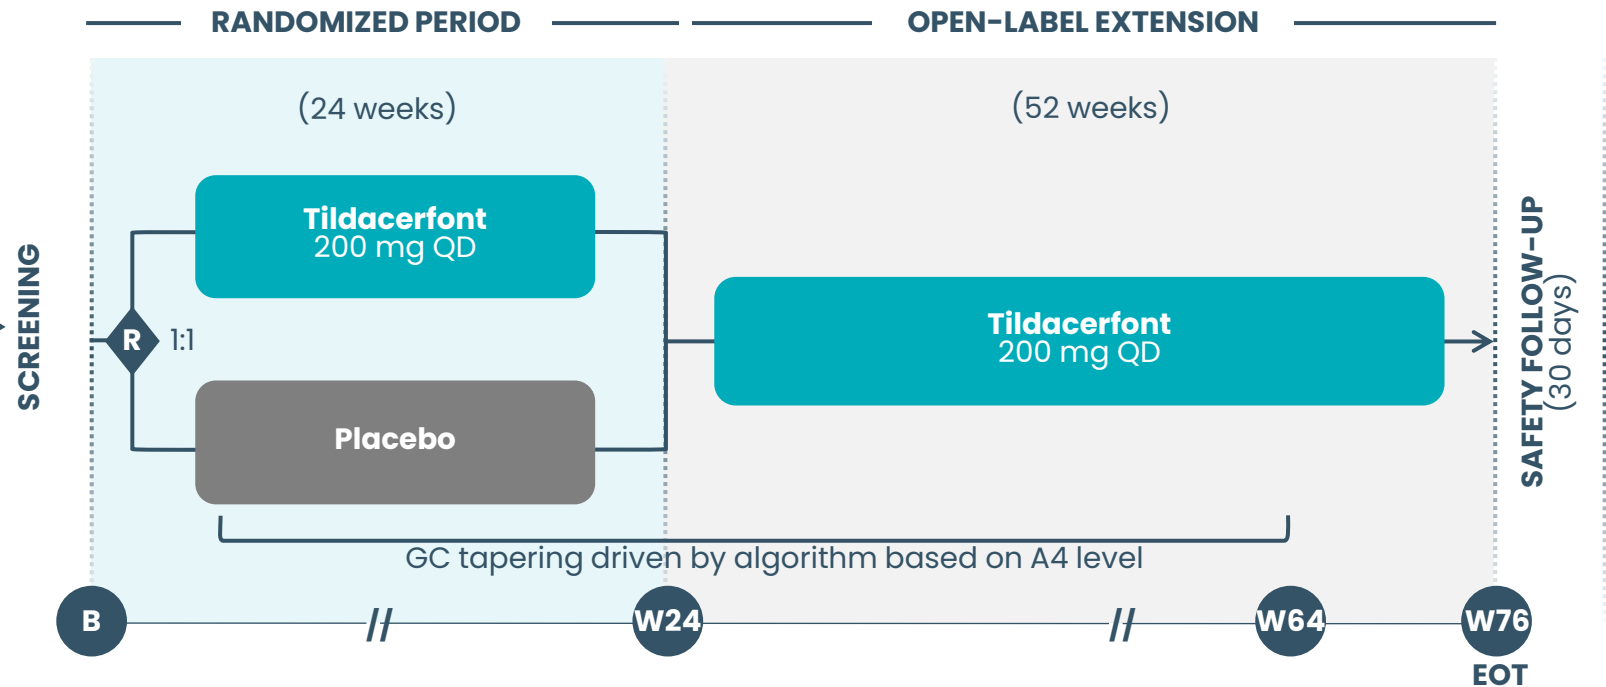 RANDOMIZED PERIOD
OPEN-LABEL EXTENSION
(24 weeks)
(52 weeks)
SCREENING
R
1:1
Tildacerfont
200 mg QD
Placebo
Tildacerfont
200 mg QD
SAFETY FOLLOW-UP
(30 days)
GC tapering driven by algorithm based on A4 level
B
//
W24
//
W64
W76
EOT